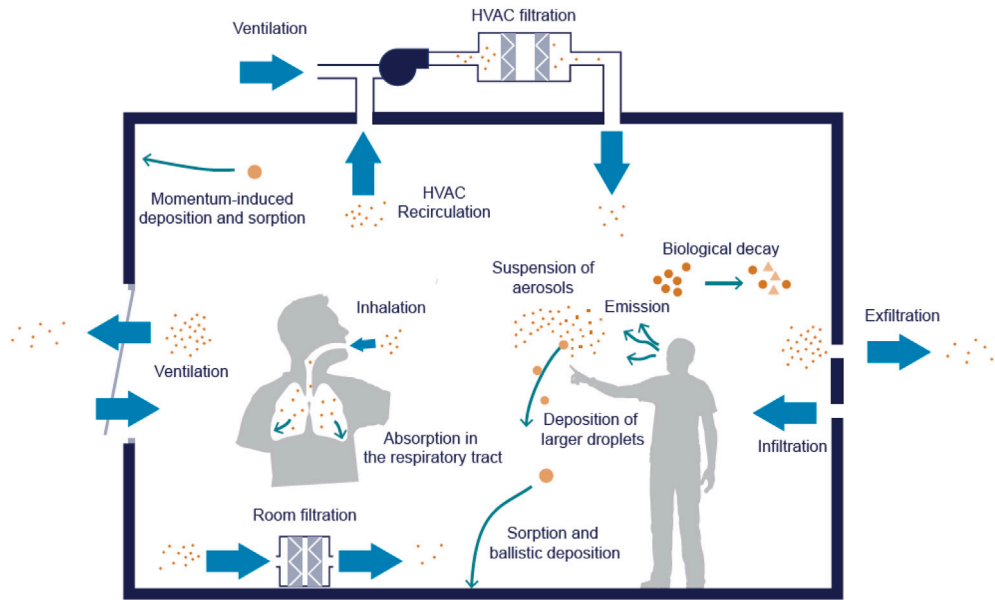 HVAC filtration
Ventilation
Momentum-induced
deposition and sorption
HVAC
Recirculation
Biological decay
Suspension of
aerosols
Emission
Inhalation
Exfiltration
Ventilation
Deposition of
larger droplets
Absorption in
the respiratory tract
Infiltration
Room filtration
Sorption and
ballistic deposition